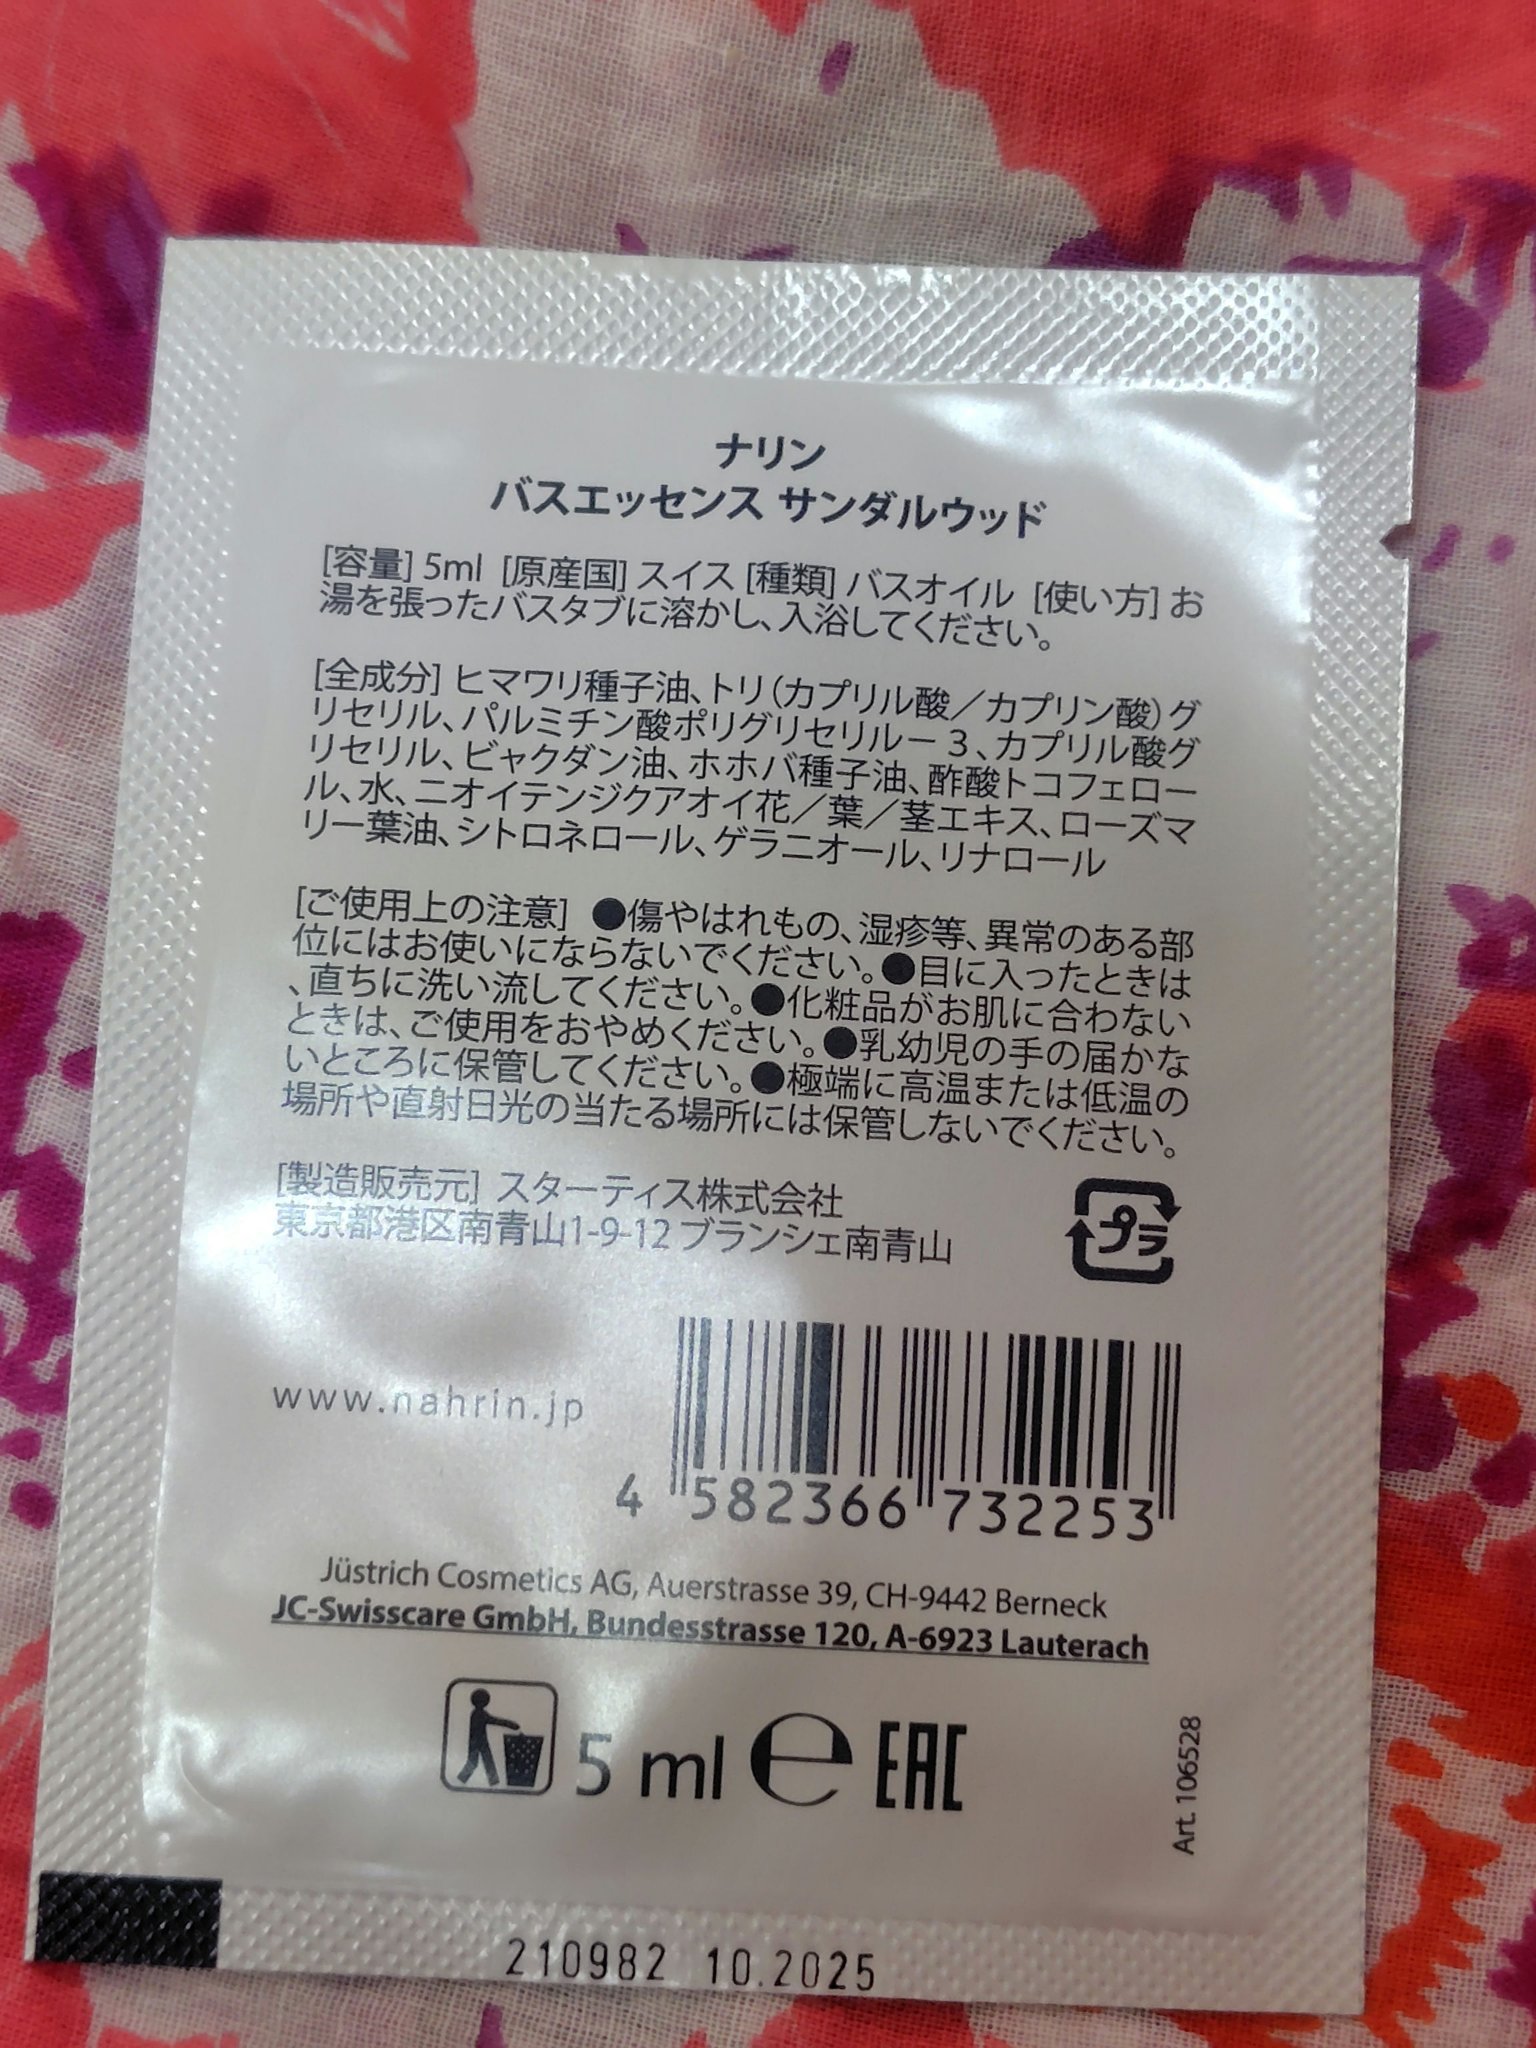 ナリン
バスエッセンス サンダルウッド
[容量] 5ml [原産国] スイス [種類] バスオイル [使い方] お
湯を張ったバスタブに溶かし、入浴してください。
[全成分] ヒマワリ種子油、トリ(カプリル酸／カプリン酸)グ
リセリル、パルミチン酸ポリグリセリルー３、カプリル酸グ
リセリル、ビャクダン油、ホホバ種子油、酢酸トコフェロー
ル、水、ニオイテンジクアオイ花／葉／茎エキス、ローズマ
リー葉油、シトロネロール、ゲラニオール、リナロール
[ご使用上の注意] ●傷やはれもの、湿疹等、異常のある部
位にはお使いにならないでください。●目に入ったときは
、直ちに洗い流してください。●化粧品がお肌に合わない
ときは、ご使用をおやめください。●乳幼児の手の届かな
いところに保管してください。●極端に高温または低温の
場所や直射日光の当たる場所には保管しないでください。
[製造販売元] スターティス株式会社
東京都港区南青山1-9-12 ブランシェ南青山
プラ
www.nahrin.jp
4 582366 732253
Jüstrich Cosmetics AG, Auerstrasse 39, CH-9442 Berneck
JC-Swisscare GmbH, Bundesstrasse 120, A-6923 Lauterach
5 ml e EAC
Art. 106528
210982 10.2025